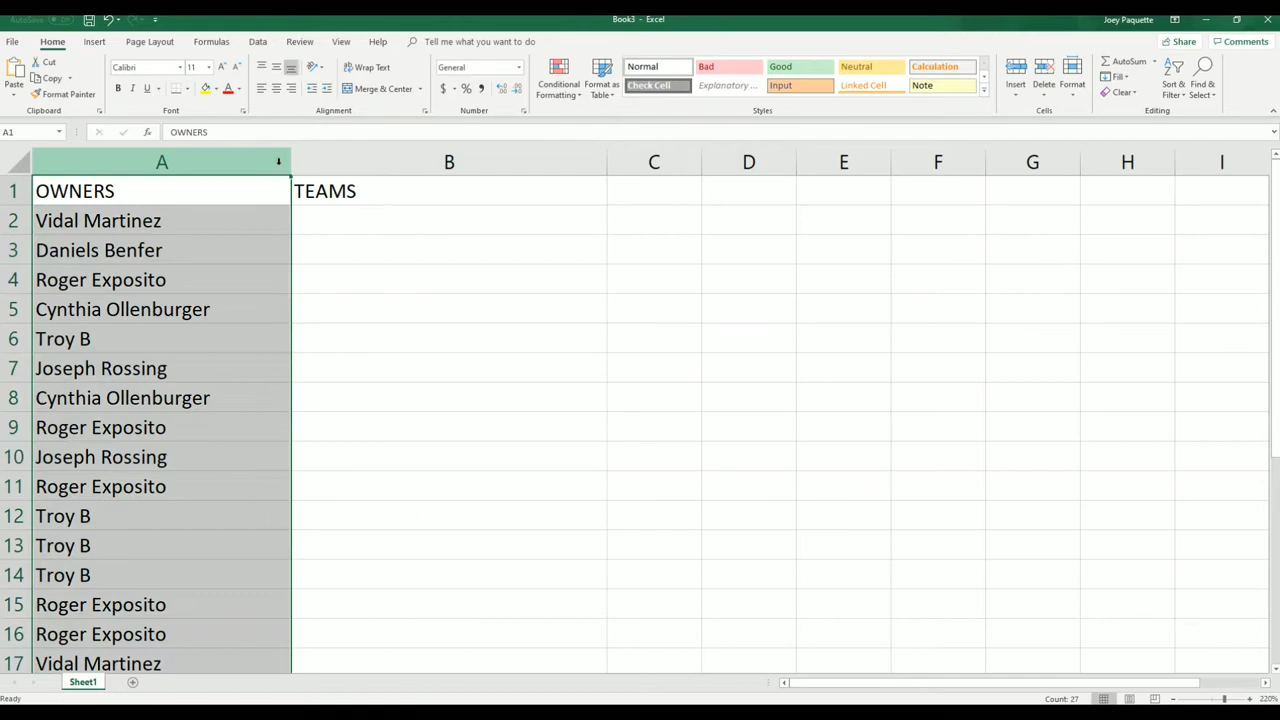 AutoSave Off
Book3 - Excel
Joey Paquette
File Home Insert Page Layout Formulas Data Review View Help Tell me what you want to do Share Comments
Paste Cut Copy Format Painter Clipboard
Calibri 11 B I U Font
Wrap Text Merge & Center Alignment
General $ % Number
Conditional Formatting Format as Table
Normal Bad Good Neutral Calculation
Check Cell Explanatory ... Input Linked Cell Note
Styles
Insert Delete Format Cells
AutoSum Fill Clear Sort & Filter Find & Select Editing
A1 fx OWNERS
A B C D E F G H I
1 OWNERS TEAMS
2 Vidal Martinez
3 Daniels Benfer
4 Roger Exposito
5 Cynthia Ollenburger
6 Troy B
7 Joseph Rossing
8 Cynthia Ollenburger
9 Roger Exposito
10 Joseph Rossing
11 Roger Exposito
12 Troy B
13 Troy B
14 Troy B
15 Roger Exposito
16 Roger Exposito
17 Vidal Martinez
Sheet1
Ready Count: 27 220%